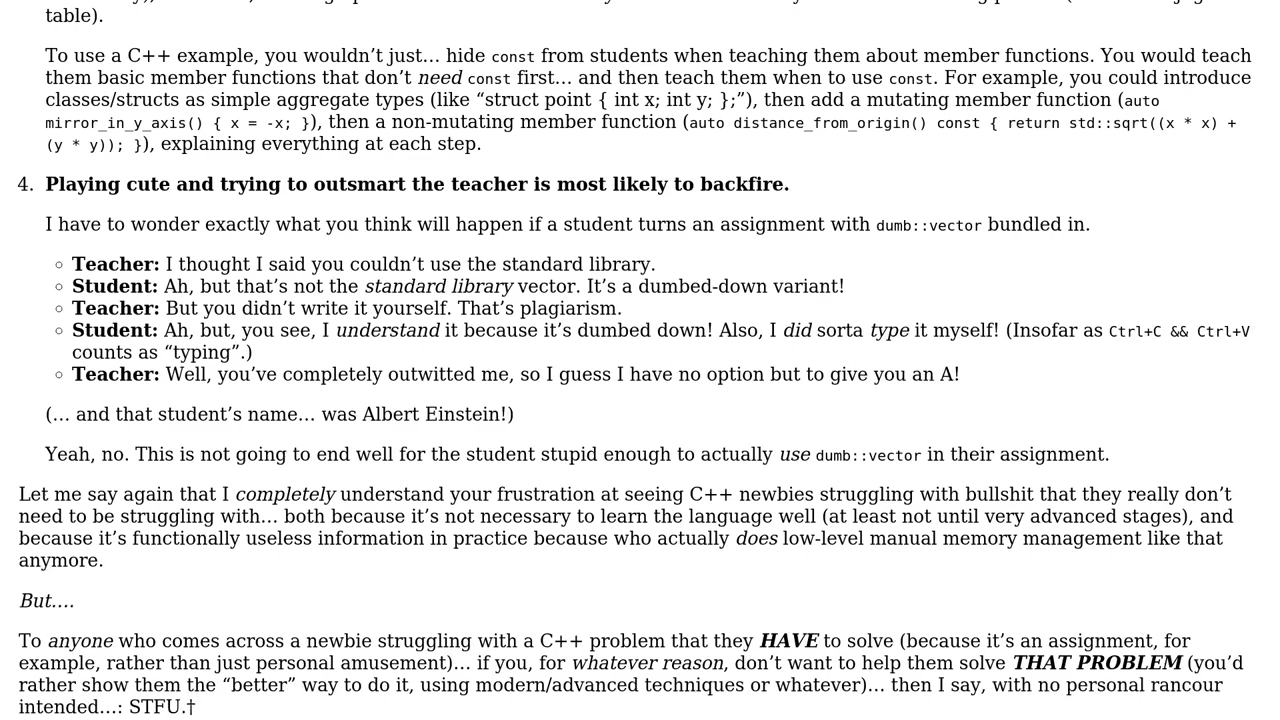 table).
To use a C++ example, you wouldn’t just… hide const from students when teaching them about member functions. You would teach
them basic member functions that don’t need const first… and then teach them when to use const. For example, you could introduce
classes/structs as simple aggregate types (like “struct point { int x; int y; };”), then add a mutating member function (auto
mirror_in_y_axis() { x = -x; }), then a non-mutating member function (auto distance_from_origin() const { return std::sqrt((x * x) +
(y * y)); }), explaining everything at each step.
4. Playing cute and trying to outsmart the teacher is most likely to backfire.
I have to wonder exactly what you think will happen if a student turns an assignment with dumb::vector bundled in.
◦ Teacher: I thought I said you couldn’t use the standard library.
◦ Student: Ah, but that’s not the standard library vector. It’s a dumbed-down variant!
◦ Teacher: But you didn’t write it yourself. That’s plagiarism.
◦ Student: Ah, but, you see, I understand it because it’s dumbed down! Also, I did sorta type it myself! (Insofar as Ctrl+C && Ctrl+V
counts as “typing”.)
◦ Teacher: Well, you’ve completely outwitted me, so I guess I have no option but to give you an A!
(… and that student’s name… was Albert Einstein!)
Yeah, no. This is not going to end well for the student stupid enough to actually use dumb::vector in their assignment.
Let me say again that I completely understand your frustration at seeing C++ newbies struggling with bullshit that they really don’t
need to be struggling with… both because it’s not necessary to learn the language well (at least not until very advanced stages), and
because it’s functionally useless information in practice because who actually does low-level manual memory management like that
anymore.
But….
To anyone who comes across a newbie struggling with a C++ problem that they HAVE to solve (because it’s an assignment, for
example, rather than just personal amusement)… if you, for whatever reason, don’t want to help them solve THAT PROBLEM (you’d
rather show them the “better” way to do it, using modern/advanced techniques or whatever)… then I say, with no personal rancour
intended…: STFU.†